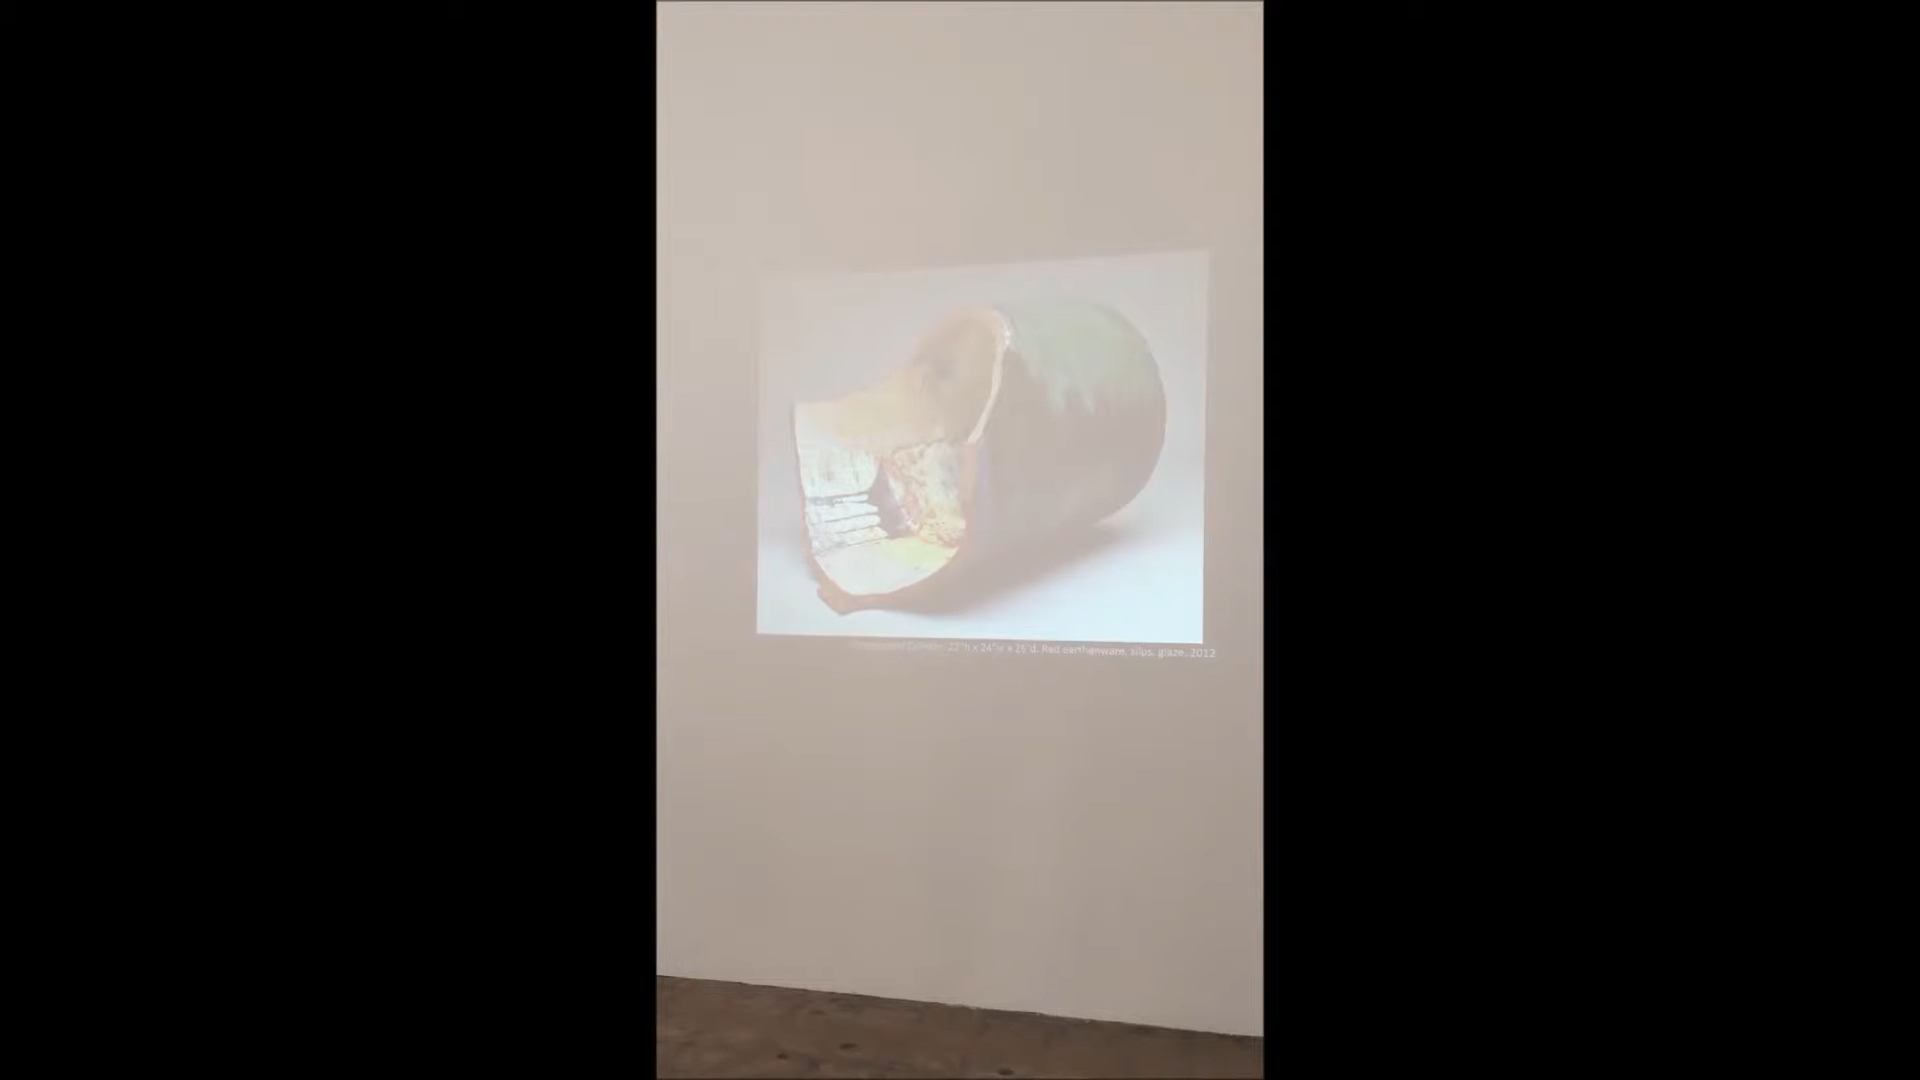 22"h x 24"w x 26"d. Red earthenware, slips, glaze, 2012